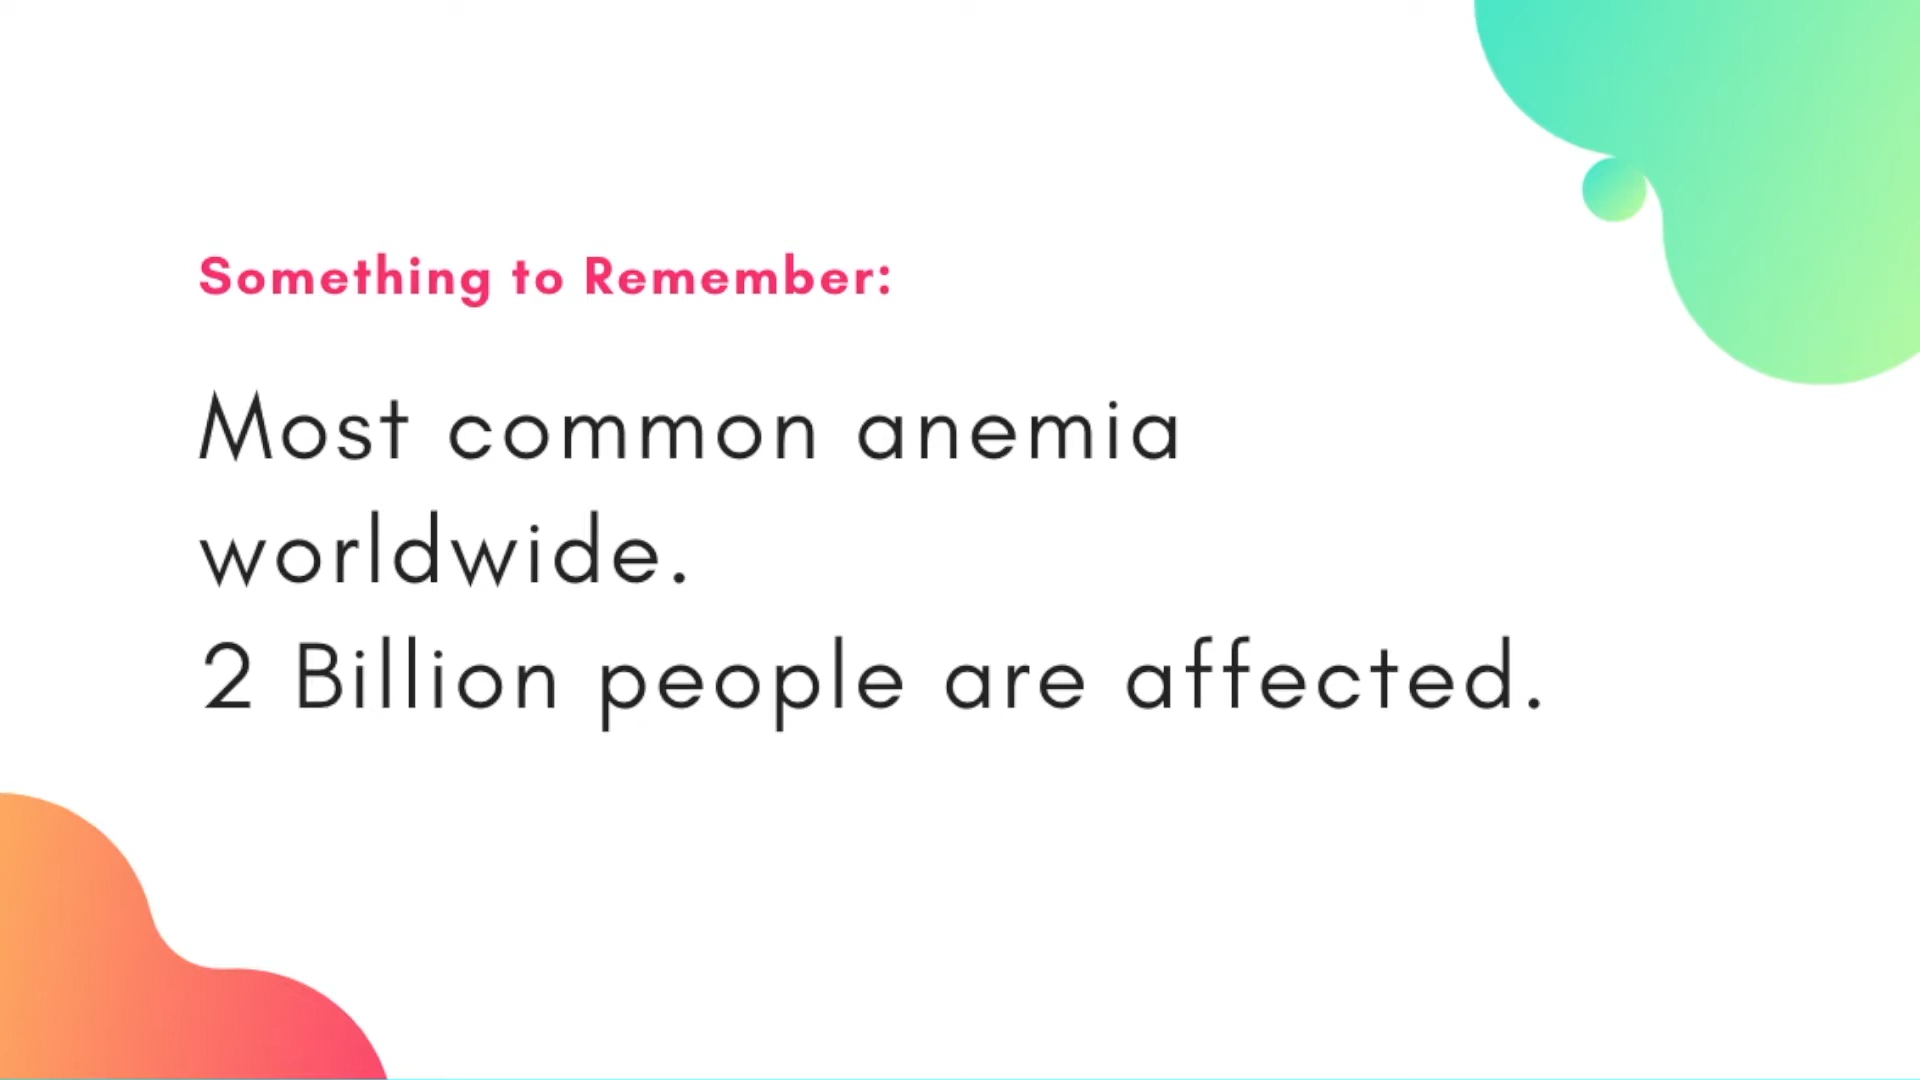 Something to Remember:
Most common anemia
worldwide.
2 Billion people are affected.